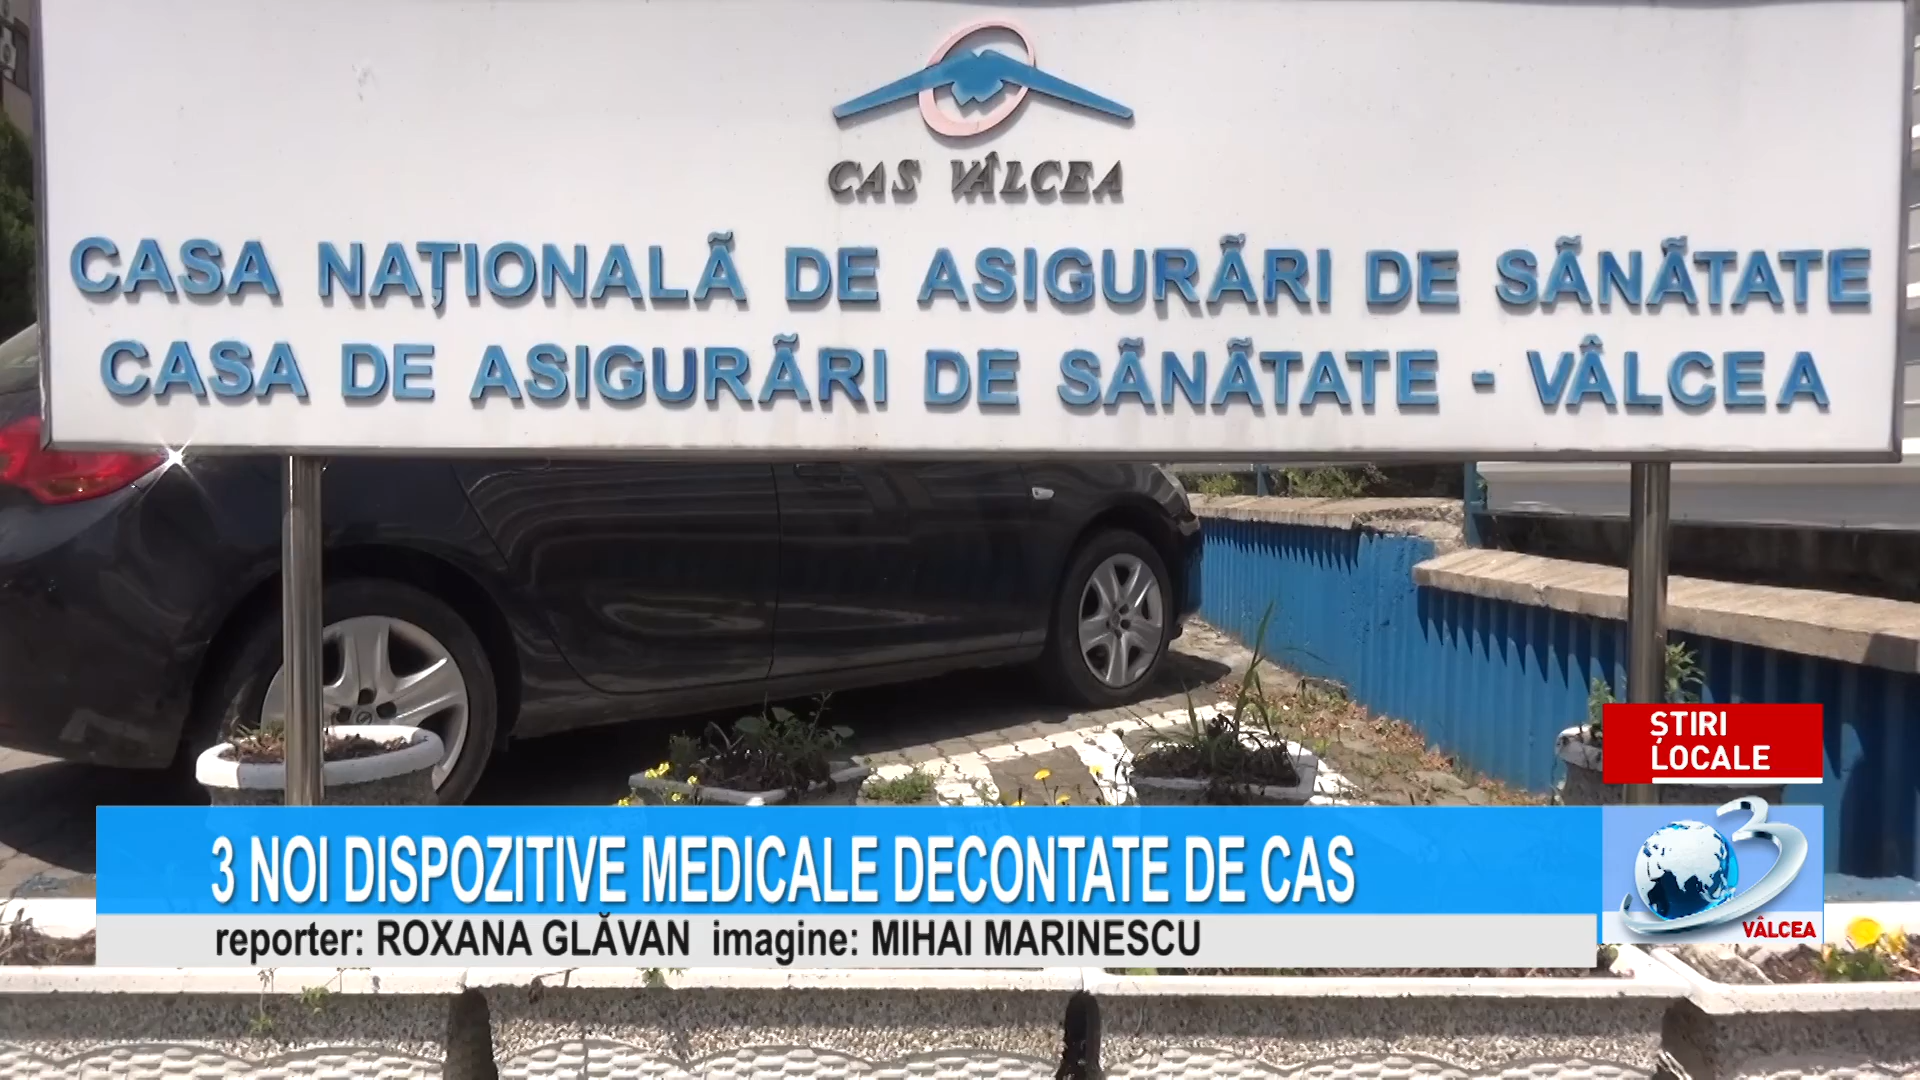 CAS VÂLCEA
CASA NAȚIONALĂ DE ASIGURĂRI DE SĂNĂTATE
CASA DE ASIGURĂRI DE SĂNĂTATE - VÂLCEA
ȘTIRI
LOCALE
3 NOI DISPOZITIVE MEDICALE DECONTATE DE CAS
reporter: ROXANA GLĂVAN imagine: MIHAI MARINESCU
3
VÂLCEA